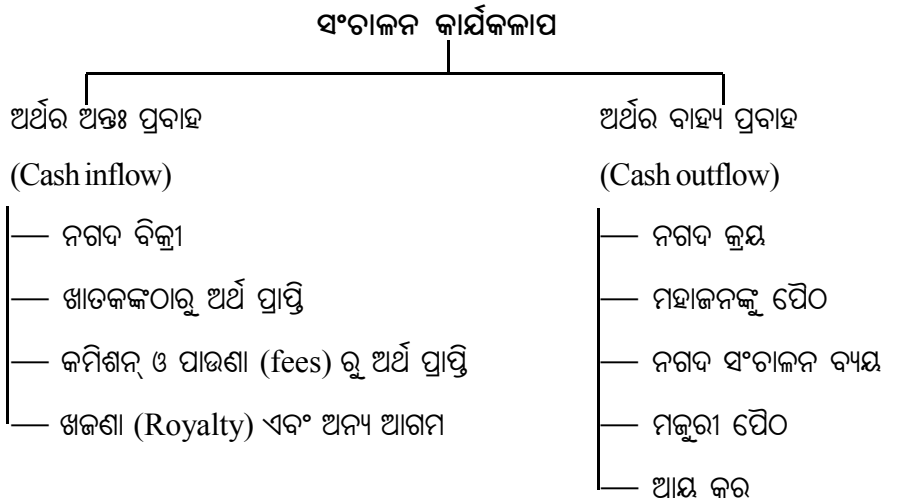 ସଂଚାଳନ କାର୍ଯକଳାପ
ଅର୍ଥର ଅନ୍ତଃ ପ୍ରବାହ
(Cash inflow)
ନଗଦ ବିକ୍ରୀ
ଖାତକଙ୍କଠାରୁ ଅର୍ଥ ପ୍ରାପ୍ତି
କମିଶନ୍ ଓ ପାଉଣା (fees) ରୁ ଅର୍ଥ ପ୍ରାପ୍ତି
ଖଜଣା (Royalty) ଏବଂ ଅନ୍ୟ ଆଗମ
ଅର୍ଥର ବାହ୍ୟ ପ୍ରବାହ
(Cash outflow)
ନଗଦ କ୍ରୟ
ମହାଜନଙ୍କୁ ପୈଠ
ନଗଦ ସଂଚାଳନ ବ୍ୟୟ
ମଜୁରୀ ପୈଠ
ଆୟ କର